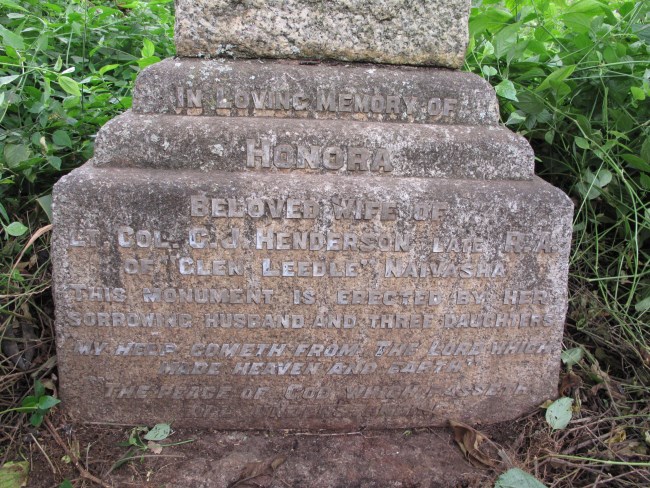 IN LOVING MEMORY OF
HONORA
BELOVED WIFE OF
LT. COL. G. J. HENDERSON LATE R.A.
OF "GLEN LEEDLE" NAIVASHA
THIS MONUMENT IS ERECTED BY HER
SORROWING HUSBAND AND THREE DAUGHTERS
"MY HELP COMETH FROM THE LORD WHICH
MADE HEAVEN AND EARTH"
"THE PEACE OF GOD WHICH PASSETH